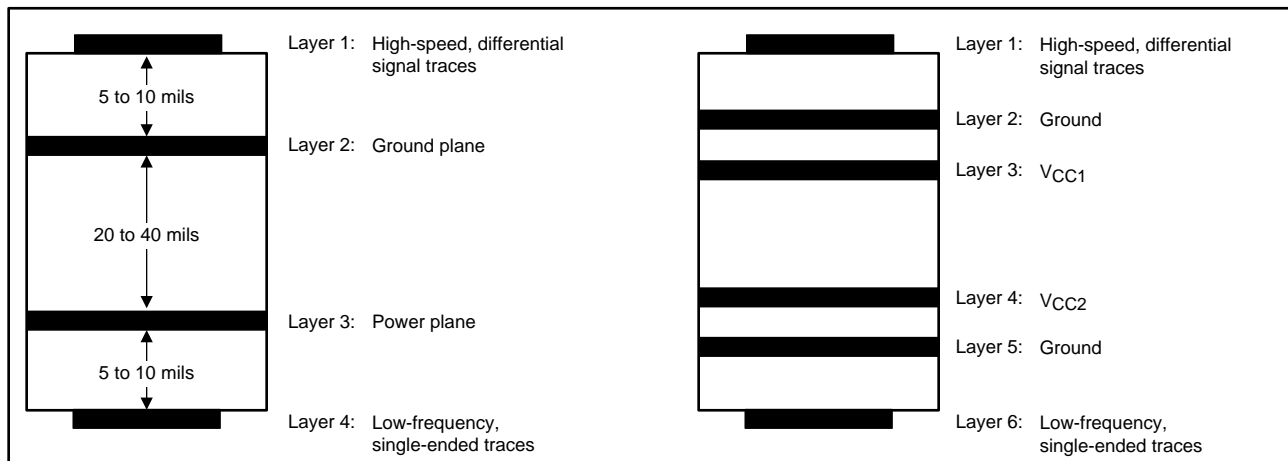 Layer 1: High-speed, differential
signal traces
5 to 10 mils
Layer 2: Ground plane
20 to 40 mils
Layer 3: Power plane
5 to 10 mils
Layer 4: Low-frequency,
single-ended traces
Layer 1: High-speed, differential
signal traces
Layer 2: Ground
Layer 3: VCC1
Layer 4: VCC2
Layer 5: Ground
Layer 6: Low-frequency,
single-ended traces